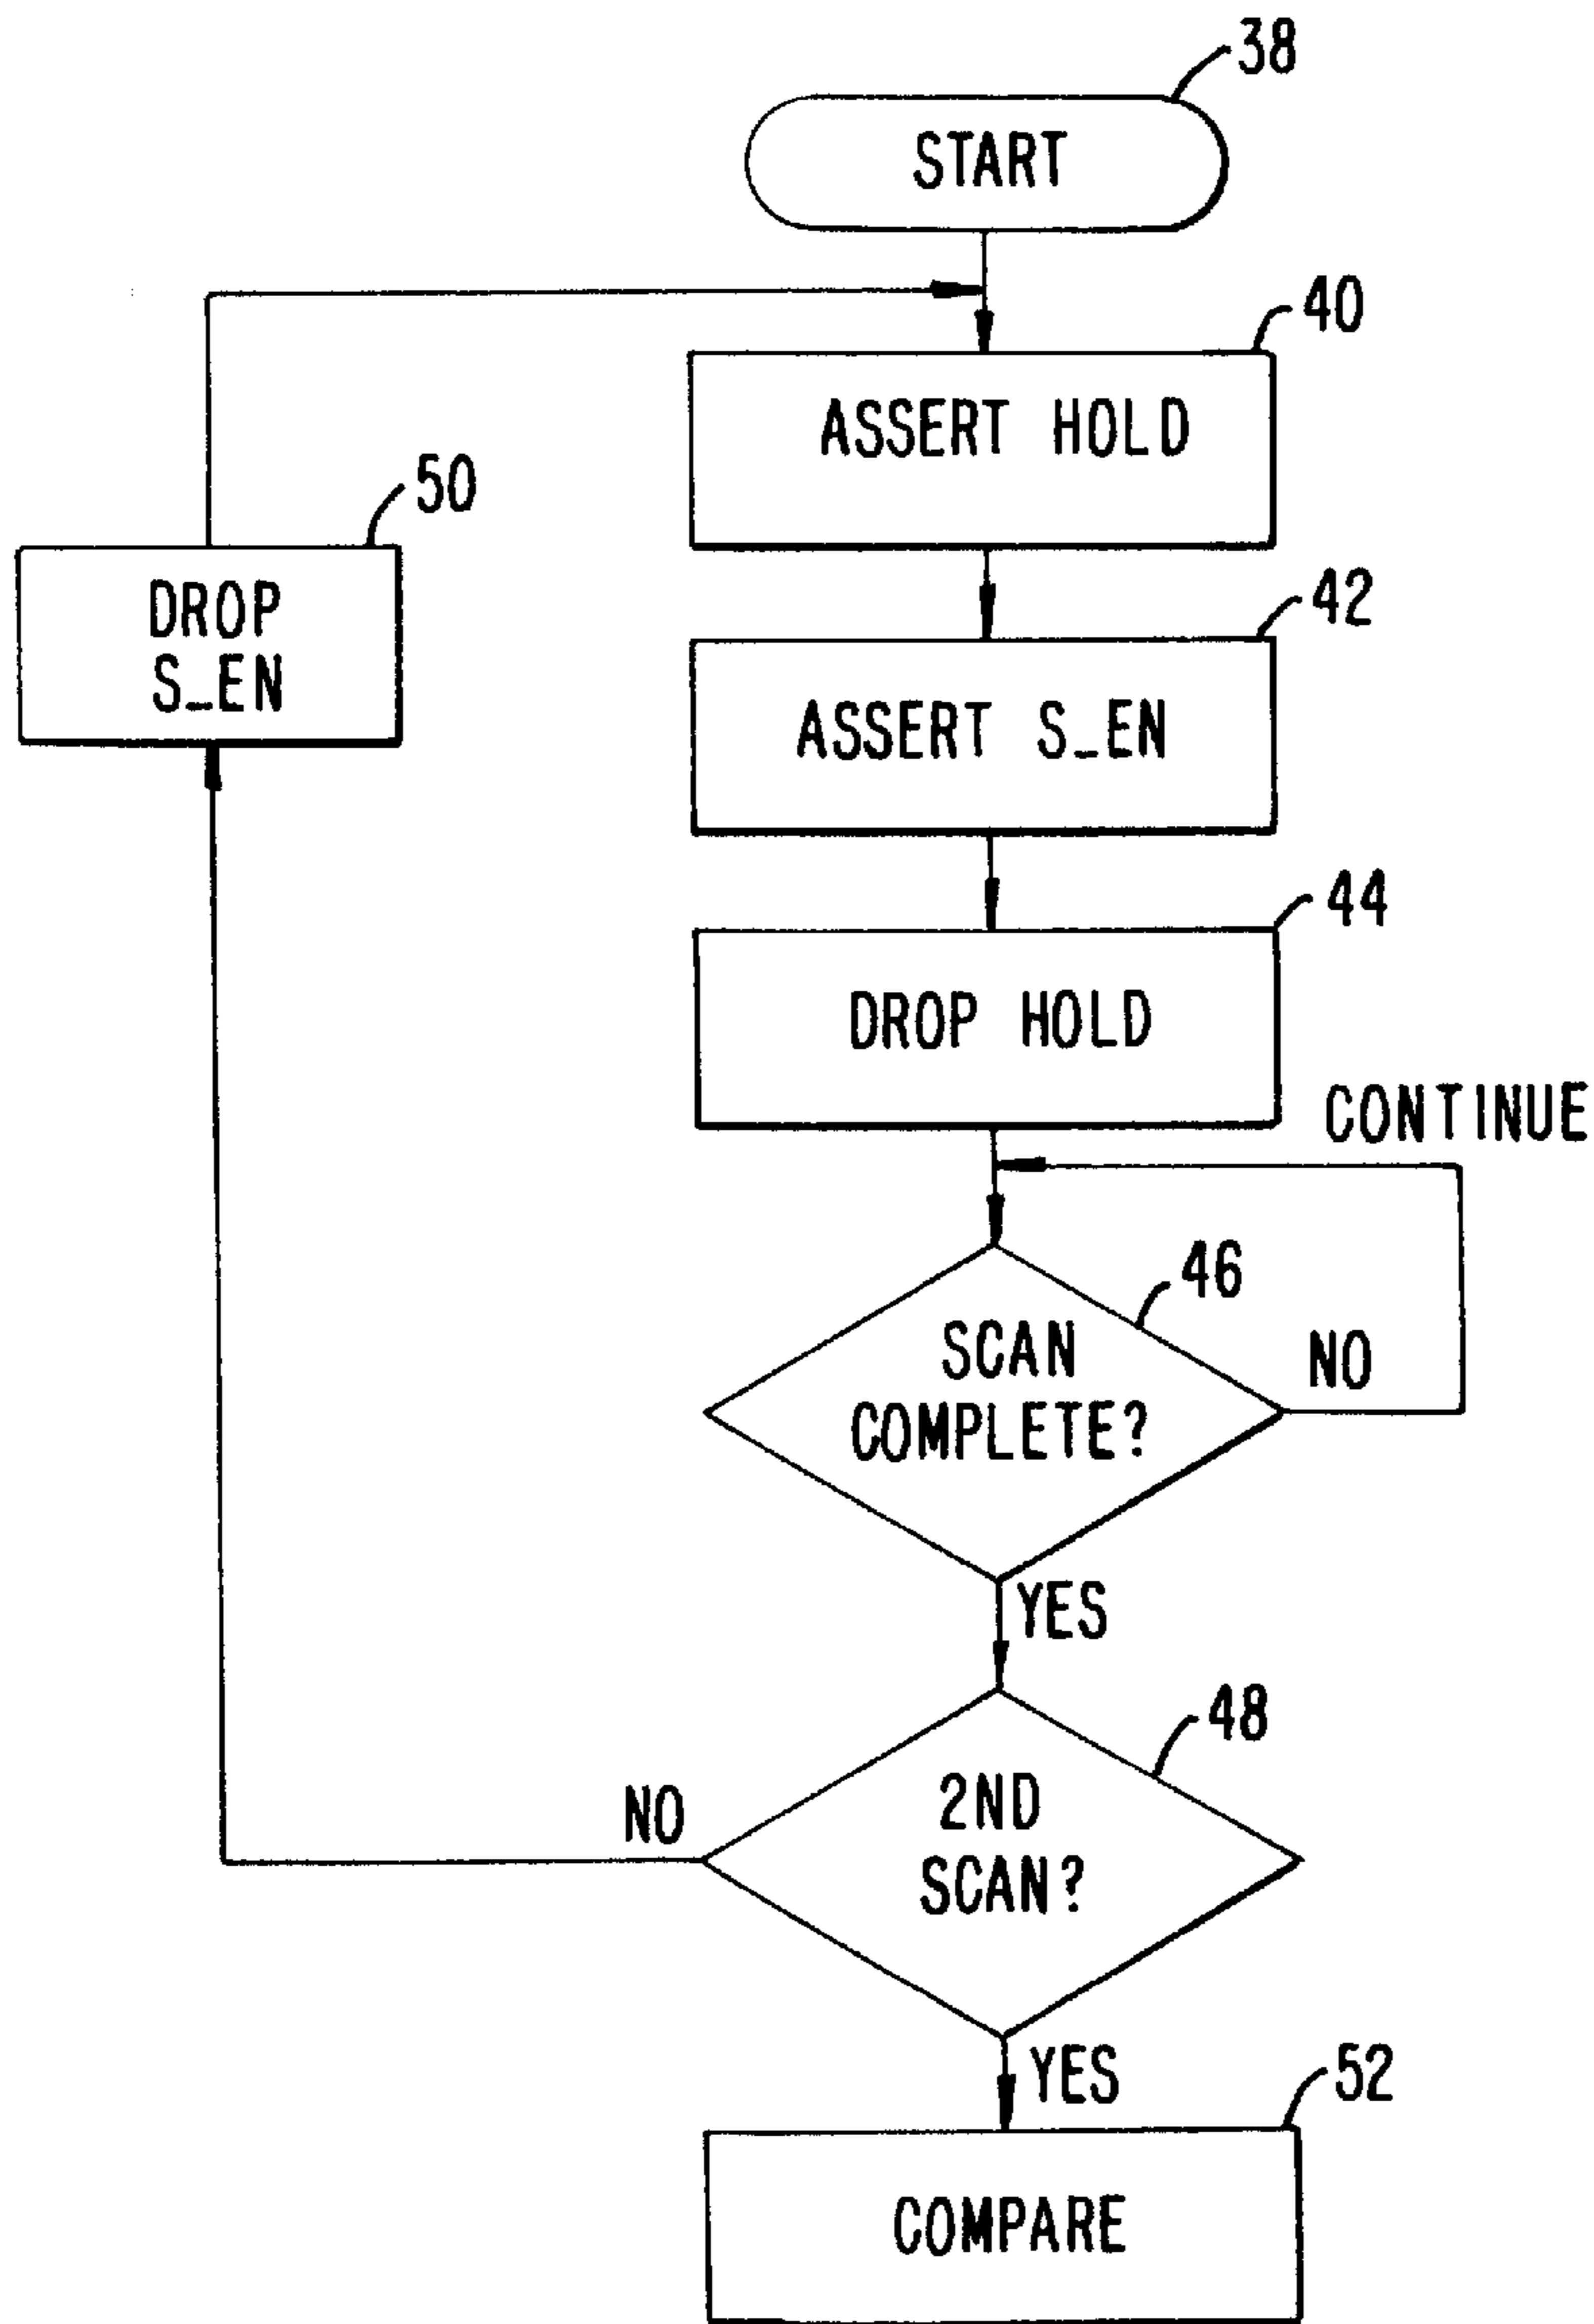 38
START
40
ASSERT HOLD
50
DROP
S_EN
42
ASSERT S_EN
44
DROP HOLD
CONTINUE
46
SCAN
COMPLETE?
NO
YES
48
2ND
SCAN?
NO
YES
52
COMPARE